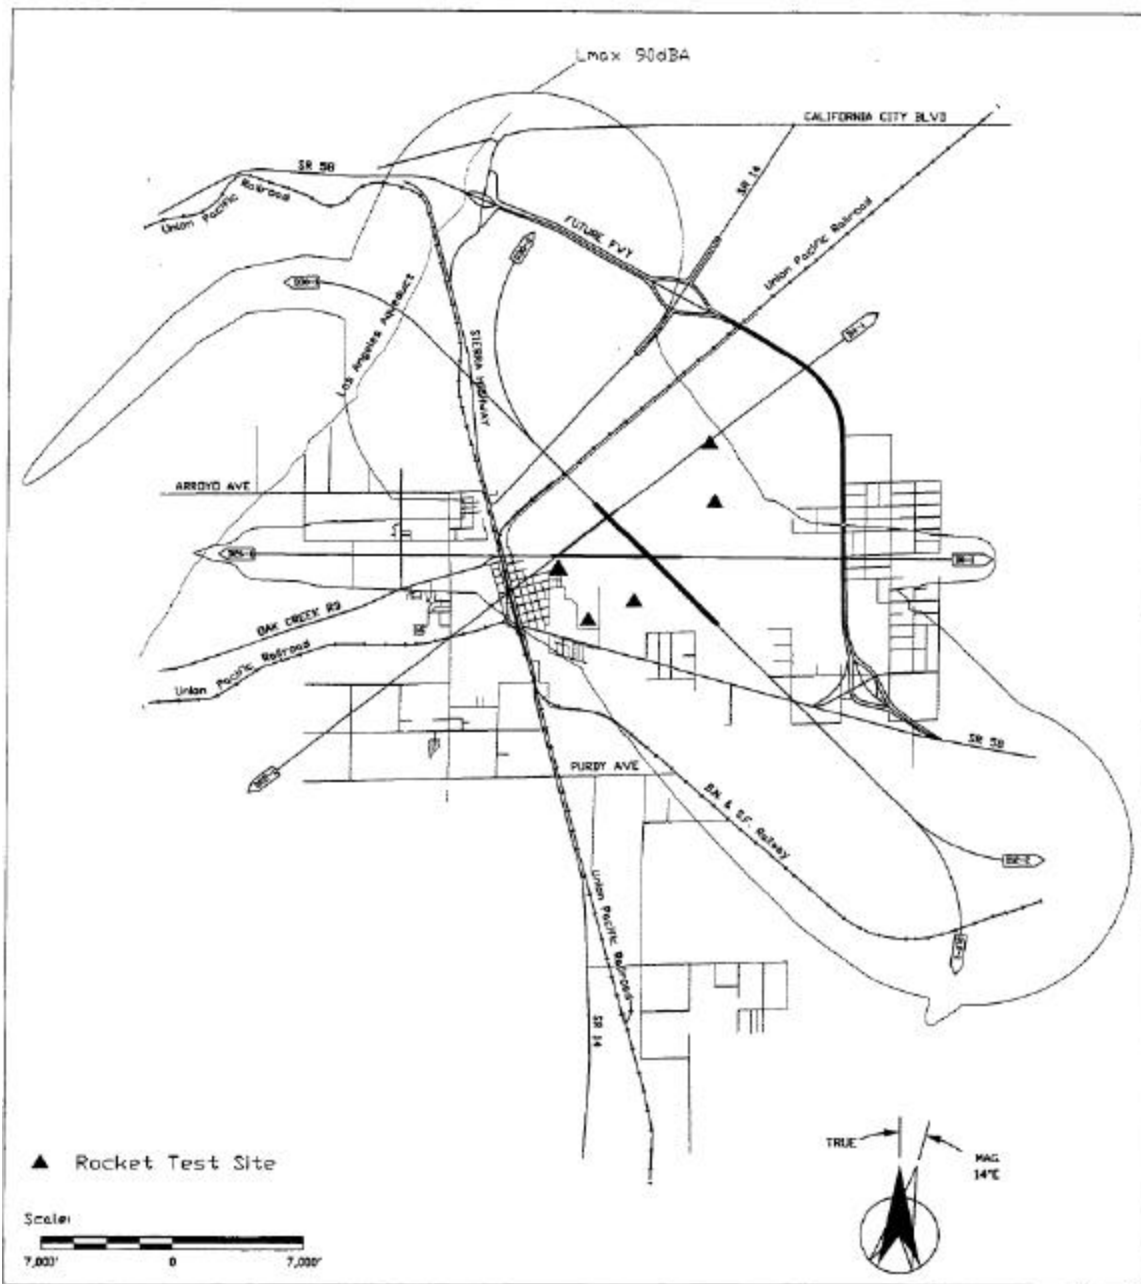 Lmax 90dBA
CALIFORNIA CITY BLVD
SR 58
SR 14
Union Pacific Railroad
FUTURE FWY
Union Pacific Railroad
Los Angeles Aqueduct
SIERRA HIGHWAY
ARROYO AVE
OAK CREEK RD
Union Pacific Railroad
SR 58
PURDY AVE
B.N. & S.F. Railway
Union Pacific Railroad
SR 14
TRUE
MAG.
14°E
Rocket Test Site
Scale:
7,000' 0 7,000'